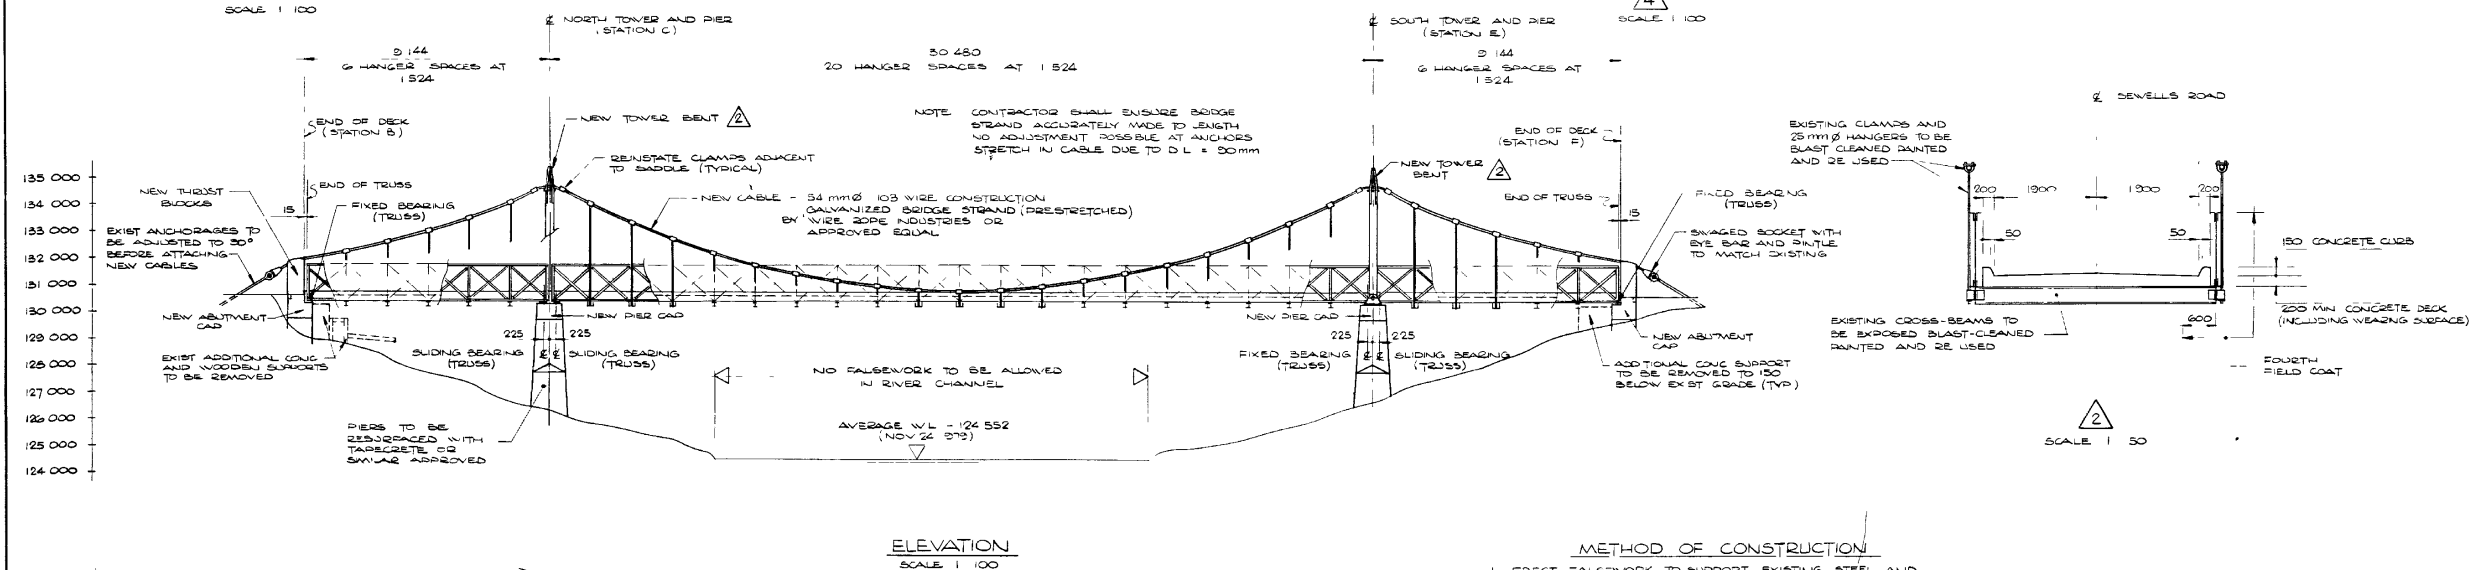 SCALE 1 100
℄ NORTH TOWER AND PIER
(STATION C)
℄ SOUTH TOWER AND PIER
(STATION E)
4
SCALE 1 100
9 144
6 HANGER SPACES AT
1 524
30 480
20 HANGER SPACES AT 1 524
9 144
6 HANGER SPACES AT
1 524
END OF DECK
(STATION B)
NEW TOWER BENT 2
REINSTATE CLAMPS ADJACENT
TO SADDLE (TYPICAL)
NOTE CONTRACTOR SHALL ENSURE BRIDGE
STRAND ACCURATELY MADE TO LENGTH
NO ADJUSTMENT POSSIBLE AT ANCHORS
STRETCH IN CABLE DUE TO D L = 90mm
END OF DECK
(STATION F)
NEW TOWER
BENT 2
135 000
134 000
133 000
132 000
131 000
130 000
129 000
128 000
127 000
126 000
125 000
124 000
NEW THRUST
BLOCKS
END OF TRUSS
15
FIXED BEARING
(TRUSS)
EXIST ANCHORAGES TO
BE ADJUSTED TO 30°
BEFORE ATTACHING
NEW CABLES
NEW CABLE - 54 mmØ 103 WIRE CONSTRUCTION
GALVANIZED BRIDGE STRAND (PRESTRETCHED)
BY WIRE ROPE INDUSTRIES OR
APPROVED EQUAL
END OF TRUSS
FIXED BEARING
(TRUSS)
15
SWAGED SOCKET WITH
EYE BAR AND PINTLE
TO MATCH EXISTING
NEW ABUTMENT
CAP
EXIST ADDITIONAL CONC
AND WOODEN SUPPORTS
TO BE REMOVED
NEW PIER CAP
225 225
SLIDING BEARING
(TRUSS)
℄ ℄
SLIDING BEARING
(TRUSS)
NO FALSEWORK TO BE ALLOWED
IN RIVER CHANNEL
NEW PIER CAP
225 225
FIXED BEARING
(TRUSS)
℄ ℄
SLIDING BEARING
(TRUSS)
NEW ABUTMENT
CAP
ADDITIONAL CONC SUPPORT
TO BE REMOVED TO 150
BELOW EXIST GRADE (TYP)
PIERS TO BE
RESURFACED WITH
TAPECRETE OR
SIMILAR APPROVED
AVERAGE W L - 124 552
(NOV 24 979)
ELEVATION
SCALE 1 100
℄ SEWELLS ROAD
EXISTING CLAMPS AND
25 mm Ø HANGERS TO BE
BLAST CLEANED PAINTED
AND RE USED
200 1900 1900 200
50 50
150 CONCRETE CURB
200 MIN CONCRETE DECK
(INCLUDING WEARING SURFACE)
600
EXISTING CROSS-BEAMS TO
BE EXPOSED BLAST-CLEANED
PAINTED AND RE USED
FOURTH
FIELD COAT
2
SCALE 1 50
METHOD OF CONSTRUCTION
1 ERECT FALSEWORK TO SUPPORT EXISTING STEEL AND